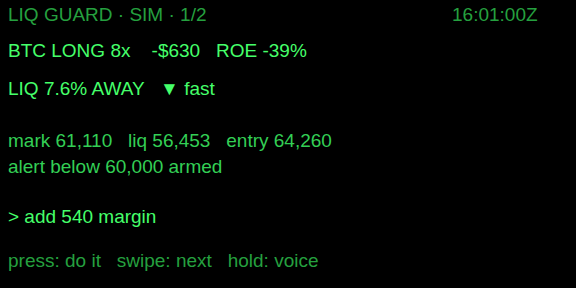 LIQ GUARD · SIM · 1/2 16:01:00Z
BTC LONG 8x -$630 ROE -39%
LIQ 7.6% AWAY ▼ fast
mark 61,110 liq 56,453 entry 64,260
alert below 60,000 armed
> add 540 margin
press: do it swipe: next hold: voice